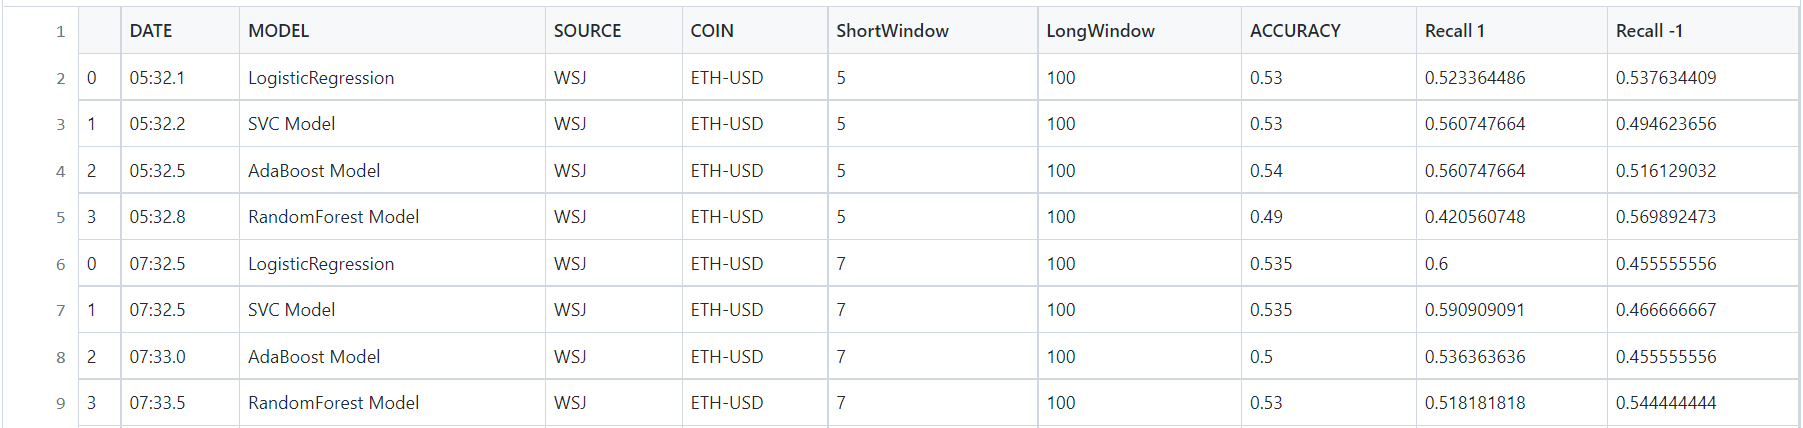 1 DATE MODEL SOURCE COIN ShortWindow LongWindow ACCURACY Recall 1 Recall -1
2 0 05:32.1 LogisticRegression WSJ ETH-USD 5 100 0.53 0.523364486 0.537634409
3 1 05:32.2 SVC Model WSJ ETH-USD 5 100 0.53 0.560747664 0.494623656
4 2 05:32.5 AdaBoost Model WSJ ETH-USD 5 100 0.54 0.560747664 0.516129032
5 3 05:32.8 RandomForest Model WSJ ETH-USD 5 100 0.49 0.420560748 0.569892473
6 0 07:32.5 LogisticRegression WSJ ETH-USD 7 100 0.535 0.6 0.455555556
7 1 07:32.5 SVC Model WSJ ETH-USD 7 100 0.535 0.590909091 0.466666667
8 2 07:33.0 AdaBoost Model WSJ ETH-USD 7 100 0.5 0.536363636 0.455555556
9 3 07:33.5 RandomForest Model WSJ ETH-USD 7 100 0.53 0.518181818 0.544444444